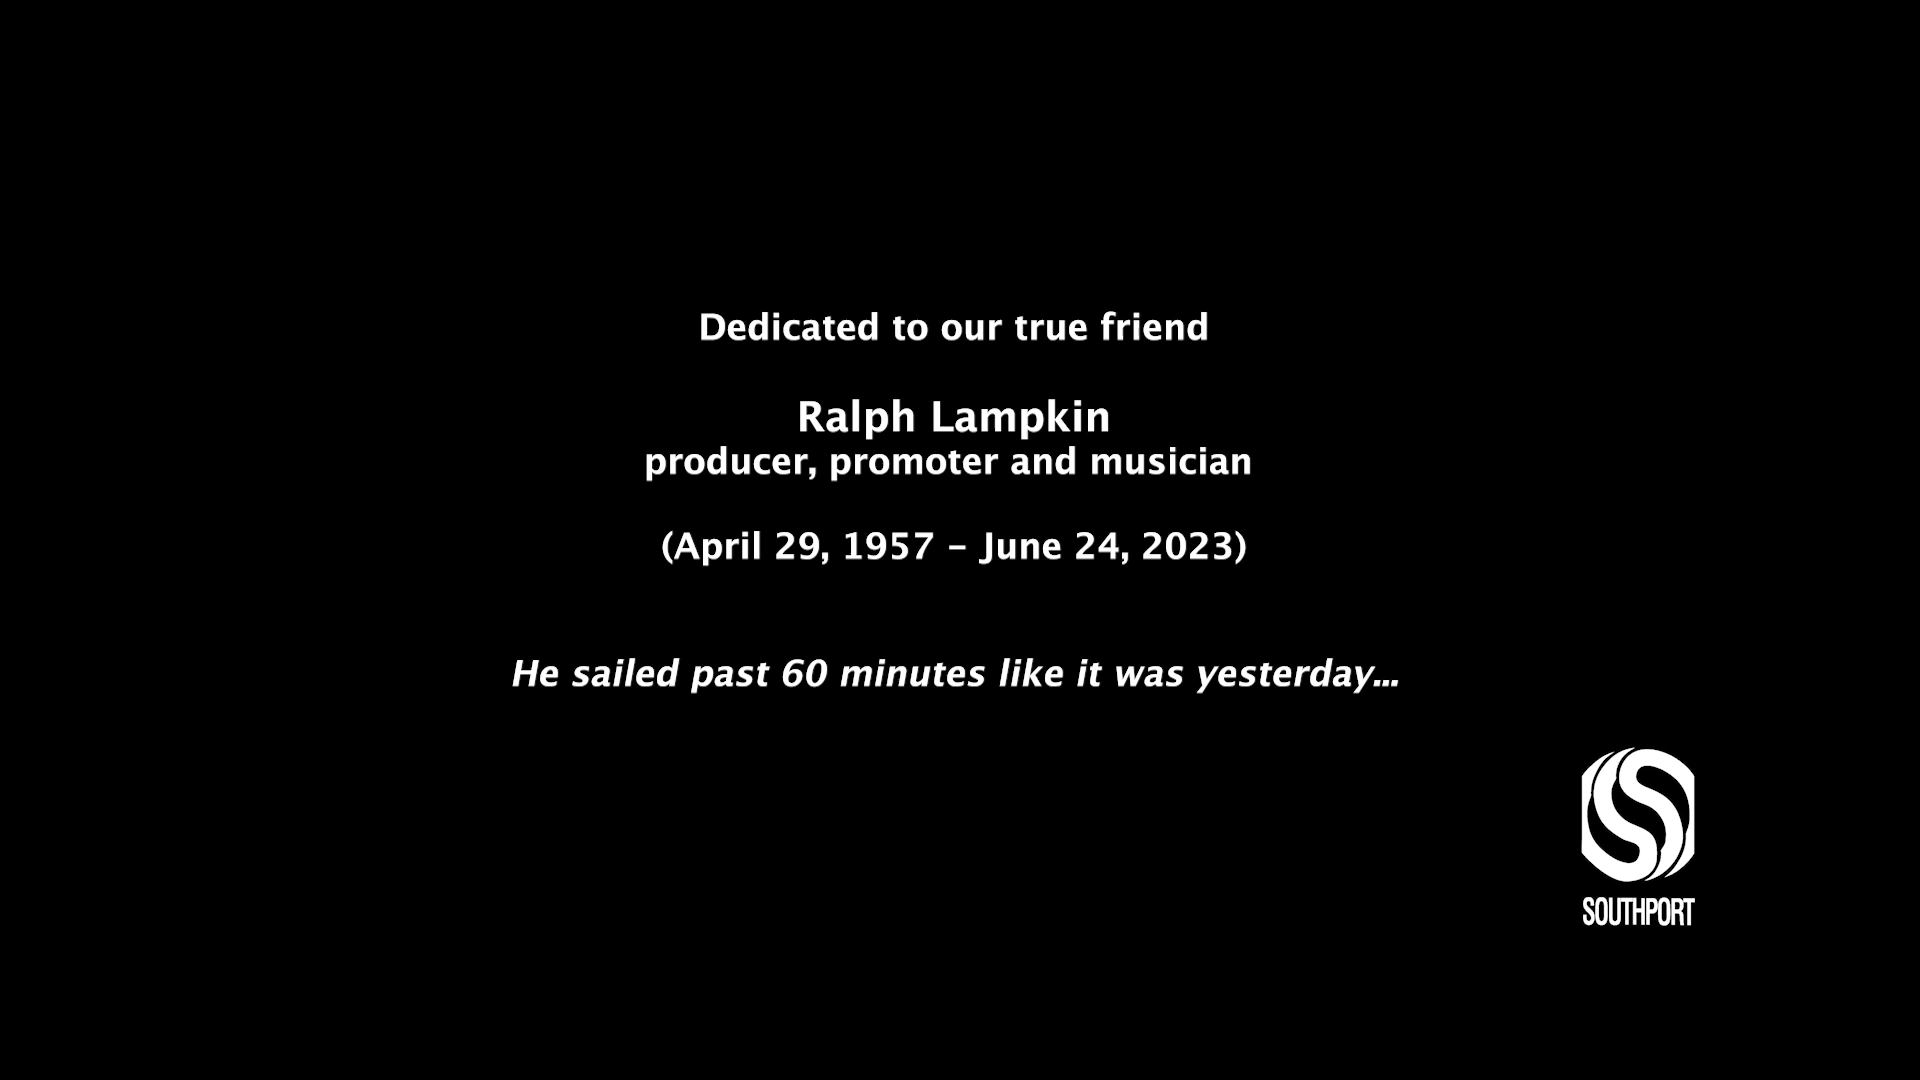 Dedicated to our true friend
Ralph Lampkin
producer, promoter and musician
(April 29, 1957 – June 24, 2023)
He sailed past 60 minutes like it was yesterday...
SOUTHPORT